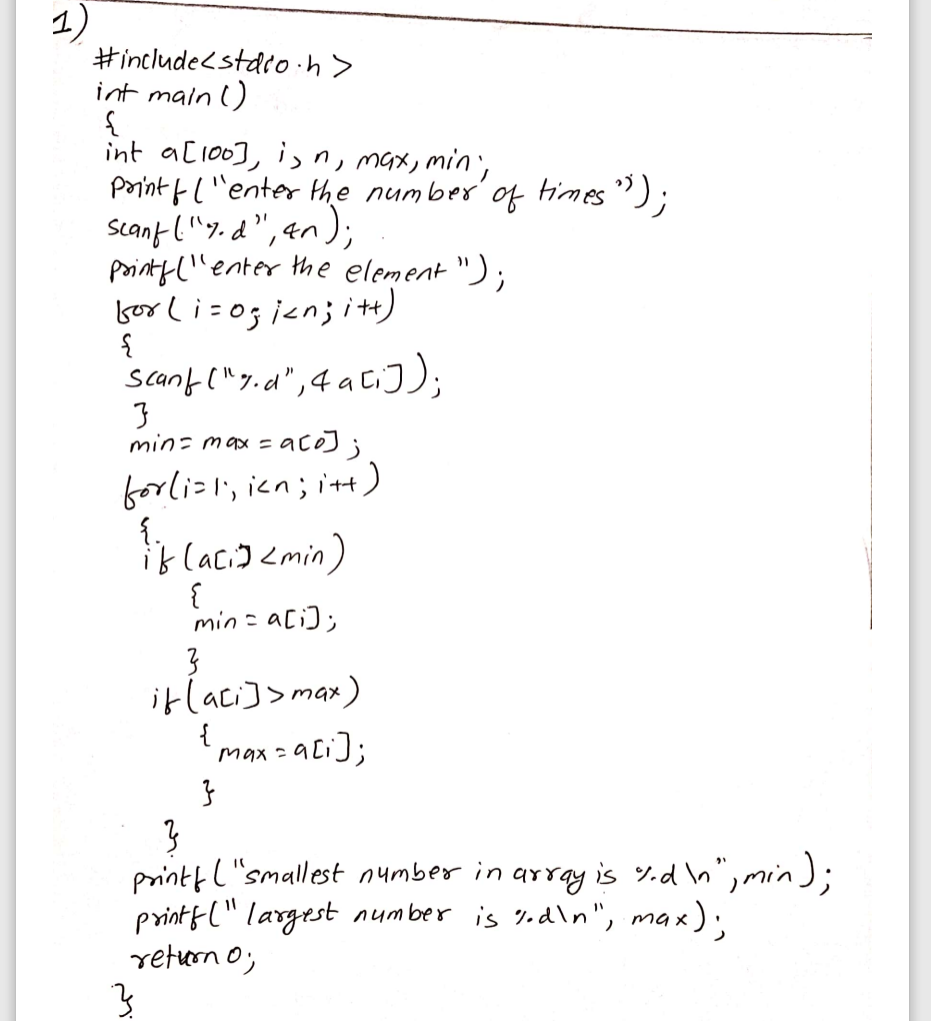 1)
#include<stdio.h>
int main()
{
int a[100], i, n, max, min;
printf("enter the number of times");
scanf("%d", &n);
printf("enter the element");
for(i=0; i<n; i++)
{
scanf("%d", &a[i]);
}
min= max = a[0];
for(i=1; i<n; i++)
{
if(a[i] <min)
{
min = a[i];
}
if(a[i]>max)
{
max = a[i];
}
}
printf("smallest number in array is %d\n", min);
printf("largest number is %d\n", max);
return 0;
}